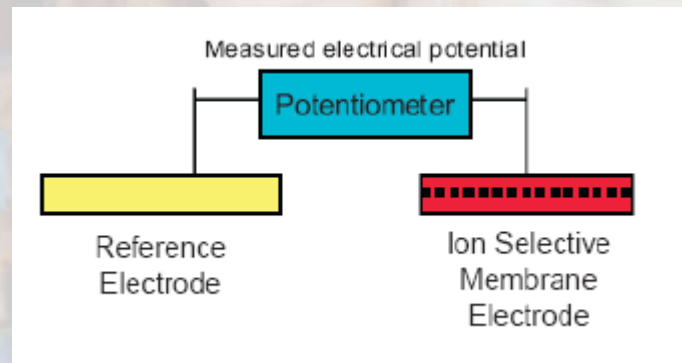 Measured electrical potential
Potentiometer
Reference
Electrode
Ion Selective
Membrane
Electrode